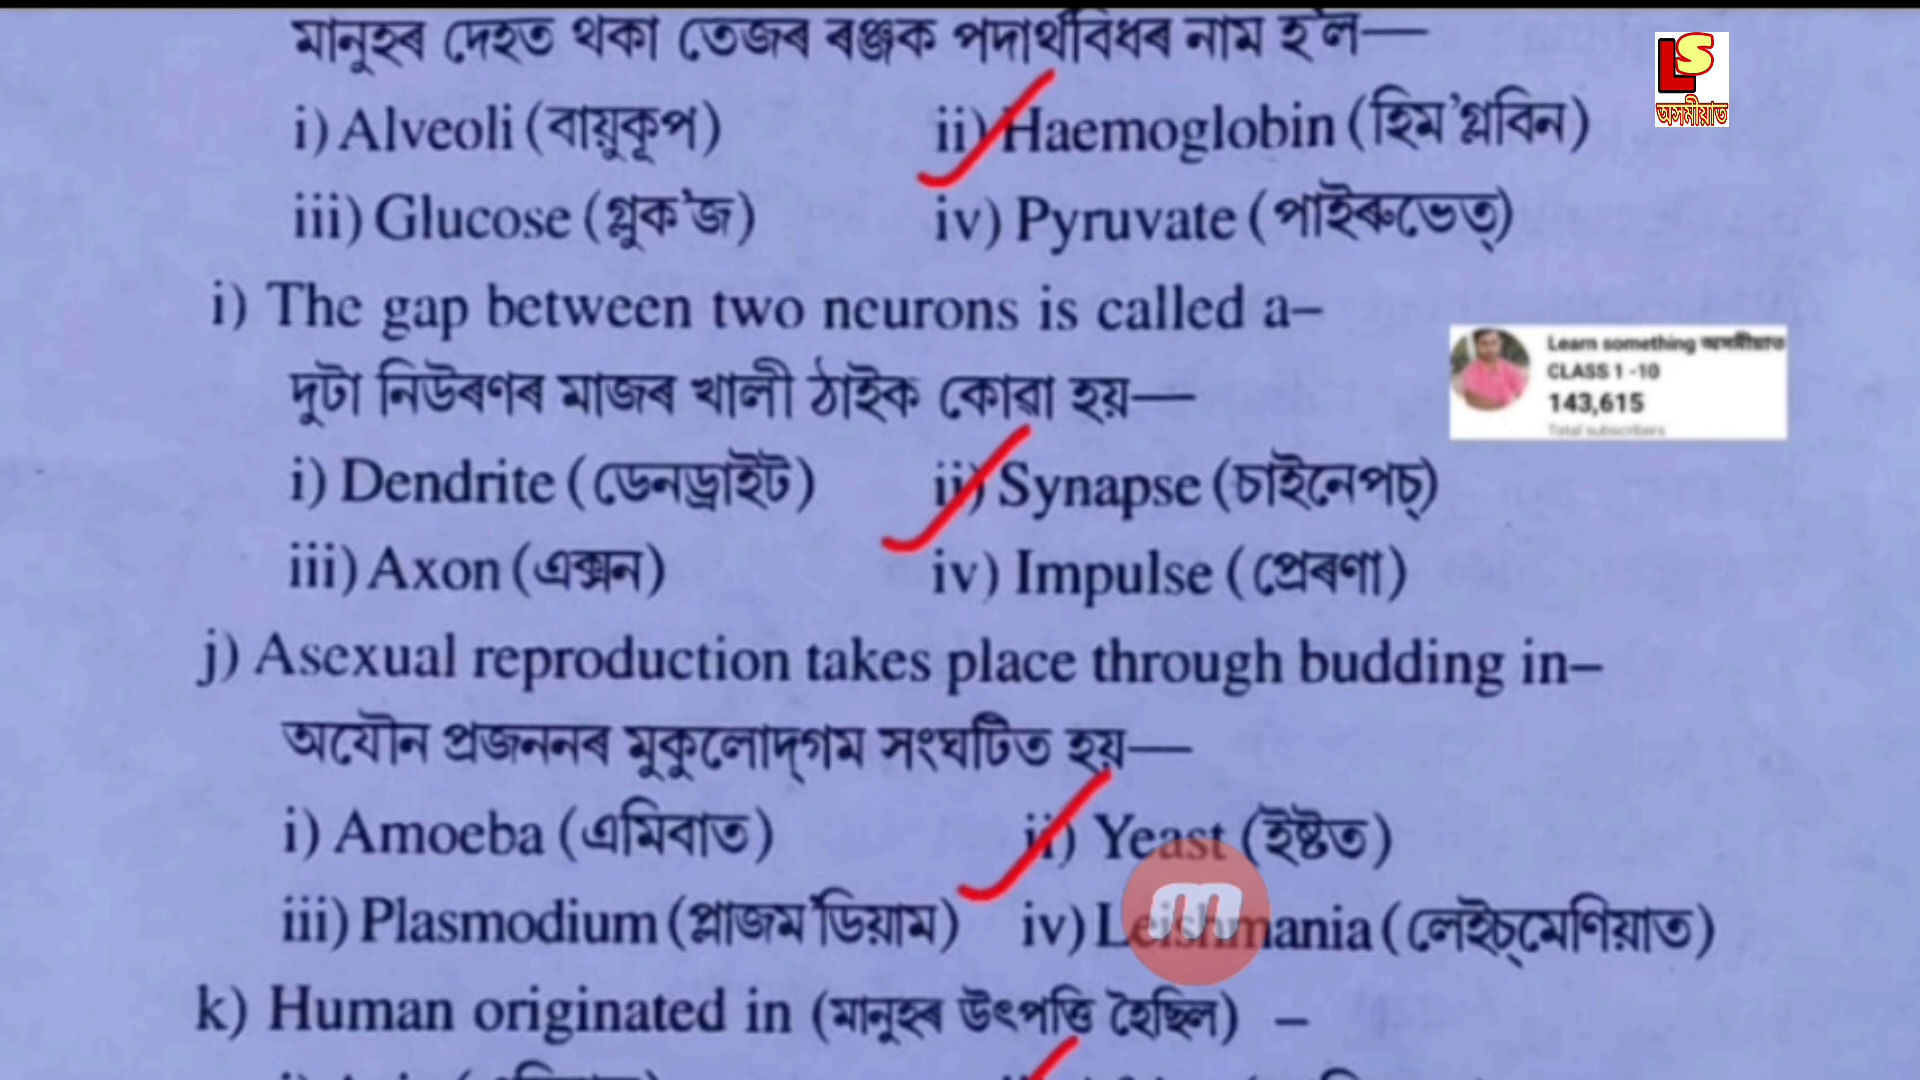 মানুহৰ দেহত থকা তেজৰ ৰঞ্জক পদাৰ্থবিধৰ নাম হ'ল—
i) Alveoli (বায়ুকূপ) ii) Haemoglobin (হিম'গ্লবিন)
iii) Glucose (গ্লুক'জ) iv) Pyruvate (পাইৰুভেত্)
i) The gap between two neurons is called a–
দুটা নিউৰণৰ মাজৰ খালী ঠাইক কোৱা হয়—
i) Dendrite (ডেনড্ৰাইট) ii) Synapse (চাইনেপচ্)
iii) Axon (এক্সন) iv) Impulse (প্ৰেৰণা)
j) Asexual reproduction takes place through budding in–
অযৌন প্ৰজননৰ মুকুলোদ্‌গম সংঘটিত হয়—
i) Amoeba (এমিবাত) ii) Yeast (ইষ্টত)
iii) Plasmodium (প্লাজম'ডিয়াম) iv) Leishmania (লেইচ্‌মেণিয়াত)
k) Human originated in (মানুহৰ উৎপত্তি হৈছিল) –
LS
অসমীয়াত
Learn something অসমীয়াত
CLASS 1 -10
143,615
Total subscribers
m